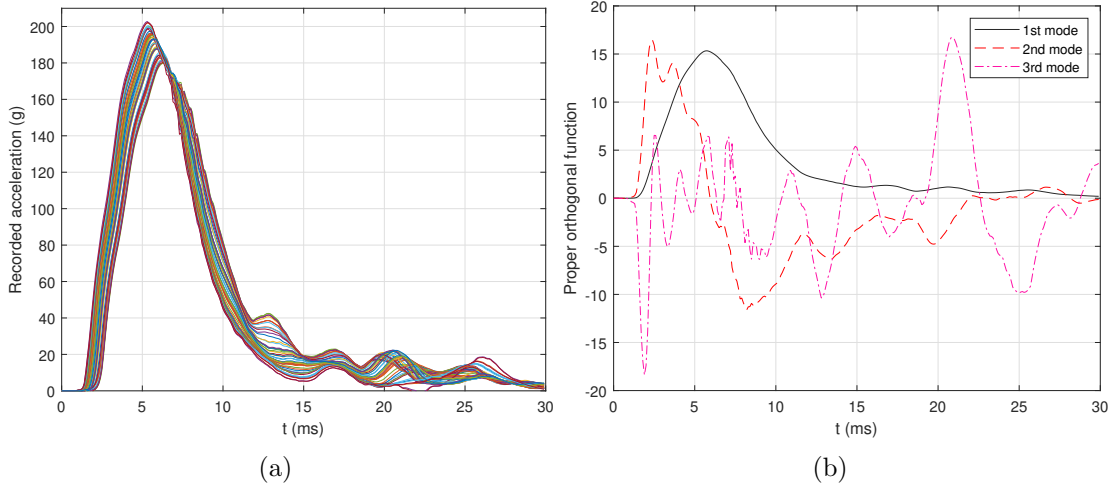 Recorded acceleration (g)
200
180
160
140
120
100
80
60
40
20
0
0 5 10 15 20 25 30
t (ms)
(a)
Proper orthogonal function
20
15
10
5
0
-5
-10
-15
-20
0 5 10 15 20 25 30
t (ms)
1st mode
2nd mode
3rd mode
(b)